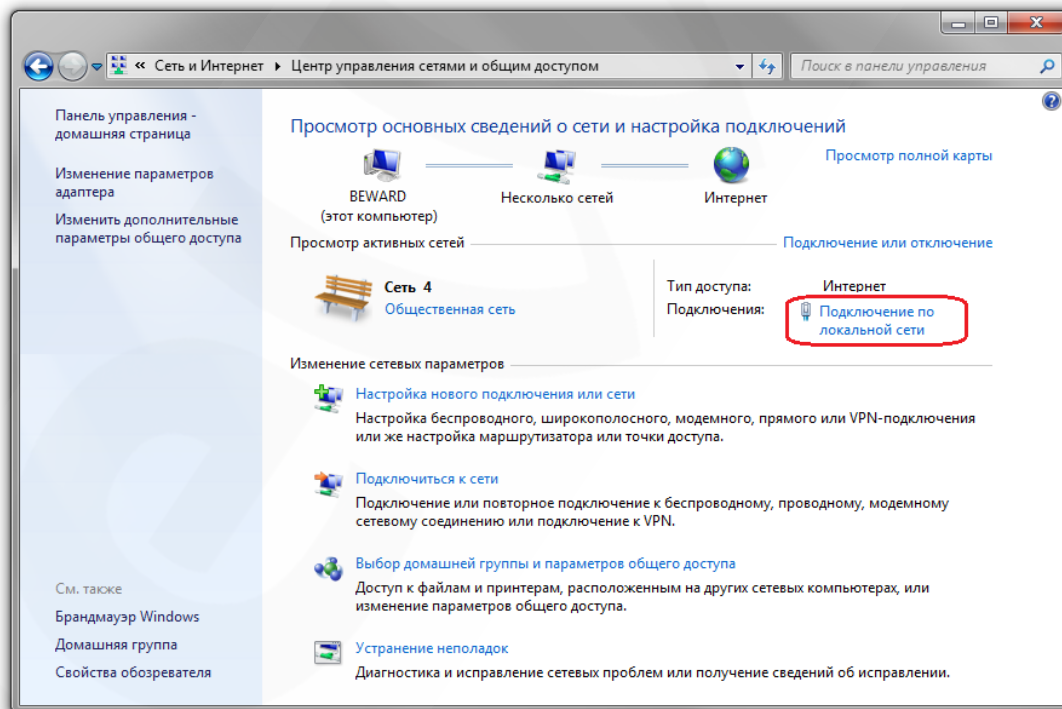 « Сеть и Интернет ▸ Центр управления сетями и общим доступом
Поиск в панели управления
Панель управления -
домашняя страница
Изменение параметров
адаптера
Изменить дополнительные
параметры общего доступа
Просмотр основных сведений о сети и настройка подключений
Просмотр полной карты
BEWARD
(этот компьютер)
Несколько сетей
Интернет
Просмотр активных сетей
Подключение или отключение
Сеть 4
Общественная сеть
Тип доступа: Интернет
Подключения: Подключение по
локальной сети
Изменение сетевых параметров
Настройка нового подключения или сети
Настройка беспроводного, широкополосного, модемного, прямого или VPN-подключения
или же настройка маршрутизатора или точки доступа.
Подключиться к сети
Подключение или повторное подключение к беспроводному, проводному, модемному
сетевому соединению или подключение к VPN.
Выбор домашней группы и параметров общего доступа
Доступ к файлам и принтерам, расположенным на других сетевых компьютерах, или
изменение параметров общего доступа.
Устранение неполадок
Диагностика и исправление сетевых проблем или получение сведений об исправлении.
См. также
Брандмауэр Windows
Домашняя группа
Свойства обозревателя